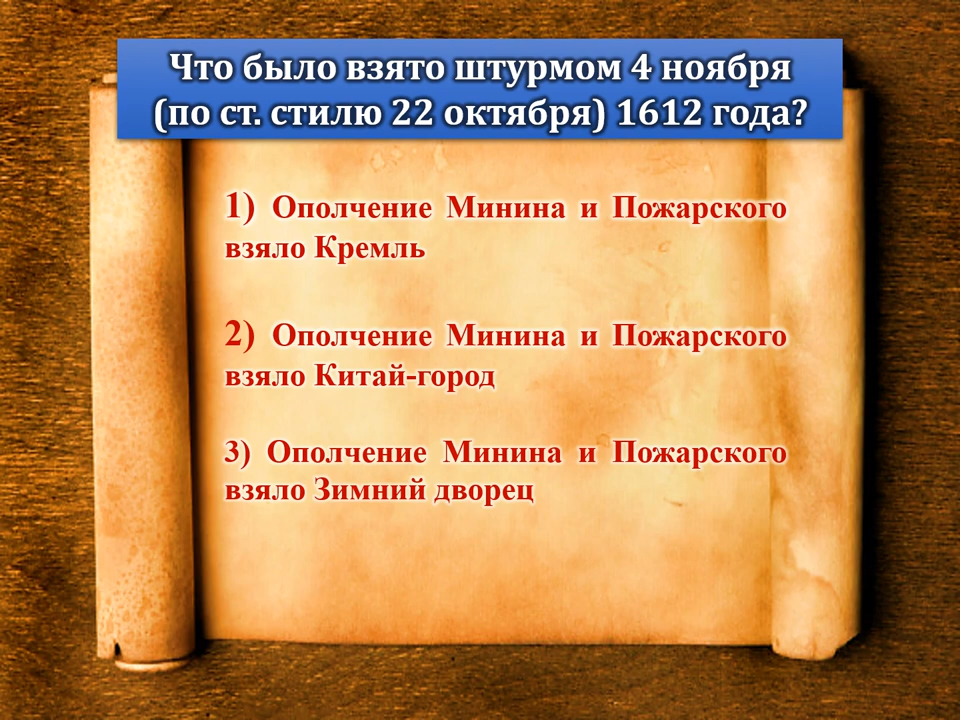 Что было взято штурмом 4 ноября
(по ст. стилю 22 октября) 1612 года?
1) Ополчение Минина и Пожарского
взяло Кремль
2) Ополчение Минина и Пожарского
взяло Китай-город
3) Ополчение Минина и Пожарского
взяло Зимний дворец